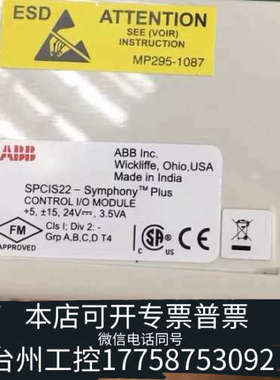 ESD
ATTENTION
SEE (VOIR)
INSTRUCTION
MP295-1087
ABB
ABB Inc.
Wickliffe, Ohio,USA
Made in India
SPCIS22 - Symphony™ Plus
CONTROL I/O MODULE
+5, ±15, 24V⎓, 3.5VA
FM
APPROVED
Cls I; Div 2: -
Grp A,B,C,D T4
SA
US
本店可开专票普票
微信电话同号
台州工控17758753092